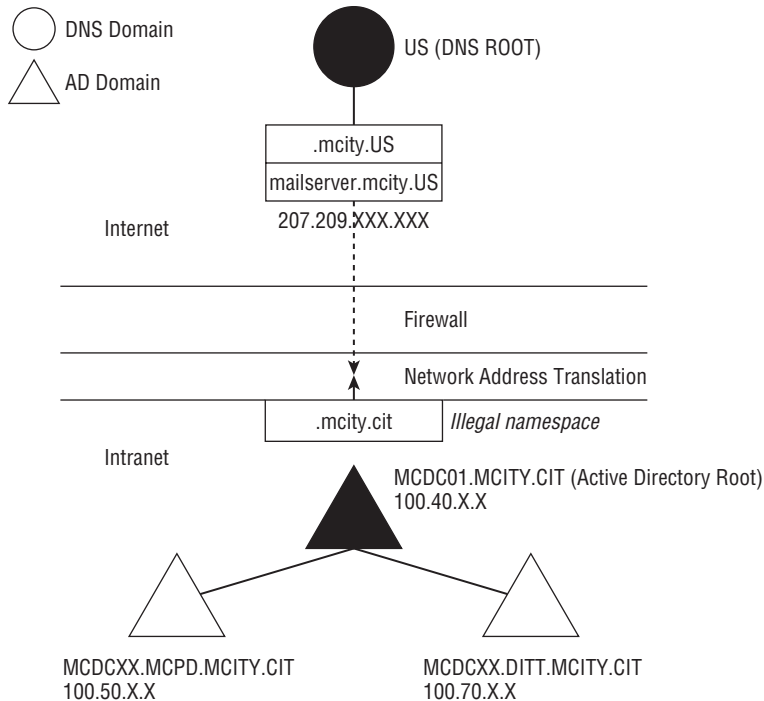 DNS Domain
AD Domain
US (DNS ROOT)
.mcity.US
mailserver.mcity.US
207.209.XXX.XXX
Internet
Firewall
Network Address Translation
.mcity.cit
Illegal namespace
Intranet
MCDC01.MCITY.CIT (Active Directory Root)
100.40.X.X
MCDCXX.MCPD.MCITY.CIT
100.50.X.X
MCDCXX.DITT.MCITY.CIT
100.70.X.X